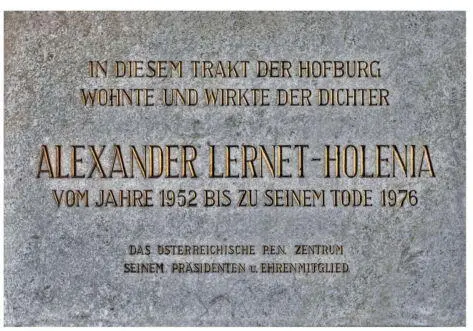 IN DIESEM TRAKT DER HOFBURG
WOHNTE UND WIRKTE DER DICHTER
ALEXANDER LERNET-HOLENIA
VOM JAHRE 1952 BIS ZU SEINEM TODE 1976
DAS ÖSTERREICHISCHE P.E.N. ZENTRUM
SEINEM PRÄSIDENTEN u. EHRENMITGLIED